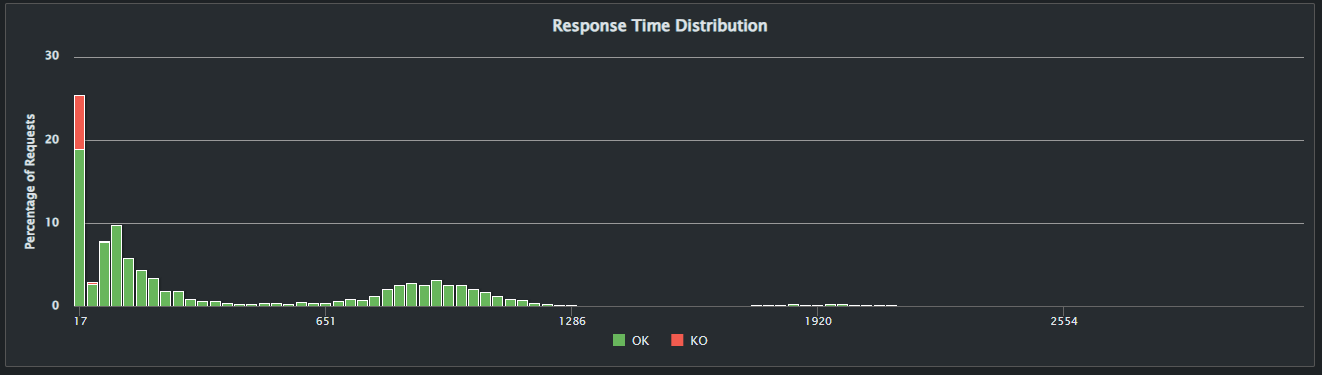 Response Time Distribution
Percentage of Requests
30
20
10
0
17 651 1286 1920 2554
OK KO